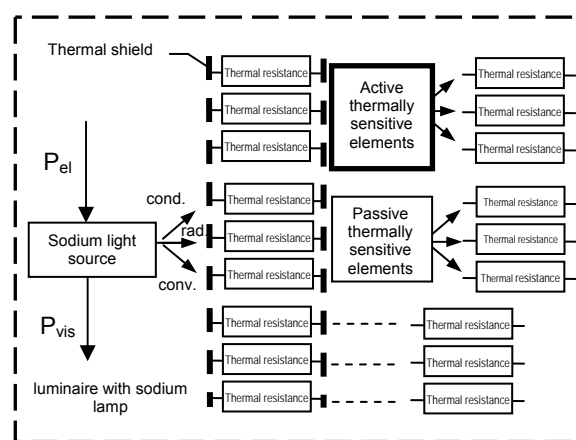 Thermal shield
Thermal resistance
Thermal resistance
Thermal resistance
Active
thermally
sensitive
elements
Thermal resistance
Thermal resistance
Thermal resistance
Pel
Sodium light
source
Pvis
cond.
rad.
conv.
Thermal resistance
Thermal resistance
Thermal resistance
Passive
thermally
sensitive
elements
Thermal resistance
Thermal resistance
Thermal resistance
Thermal resistance
Thermal resistance
Thermal resistance
Thermal resistance
Thermal resistance
Thermal resistance
luminaire with sodium
lamp